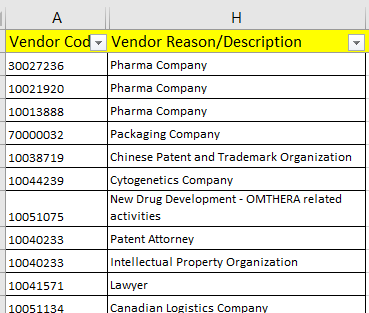 A H
Vendor Cod Vendor Reason/Description
30027236 Pharma Company
10021920 Pharma Company
10013888 Pharma Company
70000032 Packaging Company
10038719 Chinese Patent and Trademark Organization
10044239 Cytogenetics Company
New Drug Development - OMTHERA related
10051075 activities
10040233 Patent Attorney
10040233 Intellectual Property Organization
10041571 Lawyer
10051134 Canadian Logistics Company